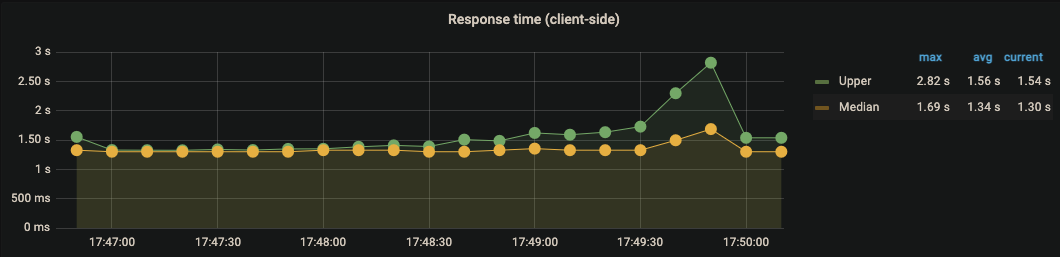 Response time (client-side)
3 s
2.50 s
2 s
1.50 s
1 s
500 ms
0 ms
17:47:00 17:47:30 17:48:00 17:48:30 17:49:00 17:49:30 17:50:00
max avg current
Upper 2.82 s 1.56 s 1.54 s
Median 1.69 s 1.34 s 1.30 s